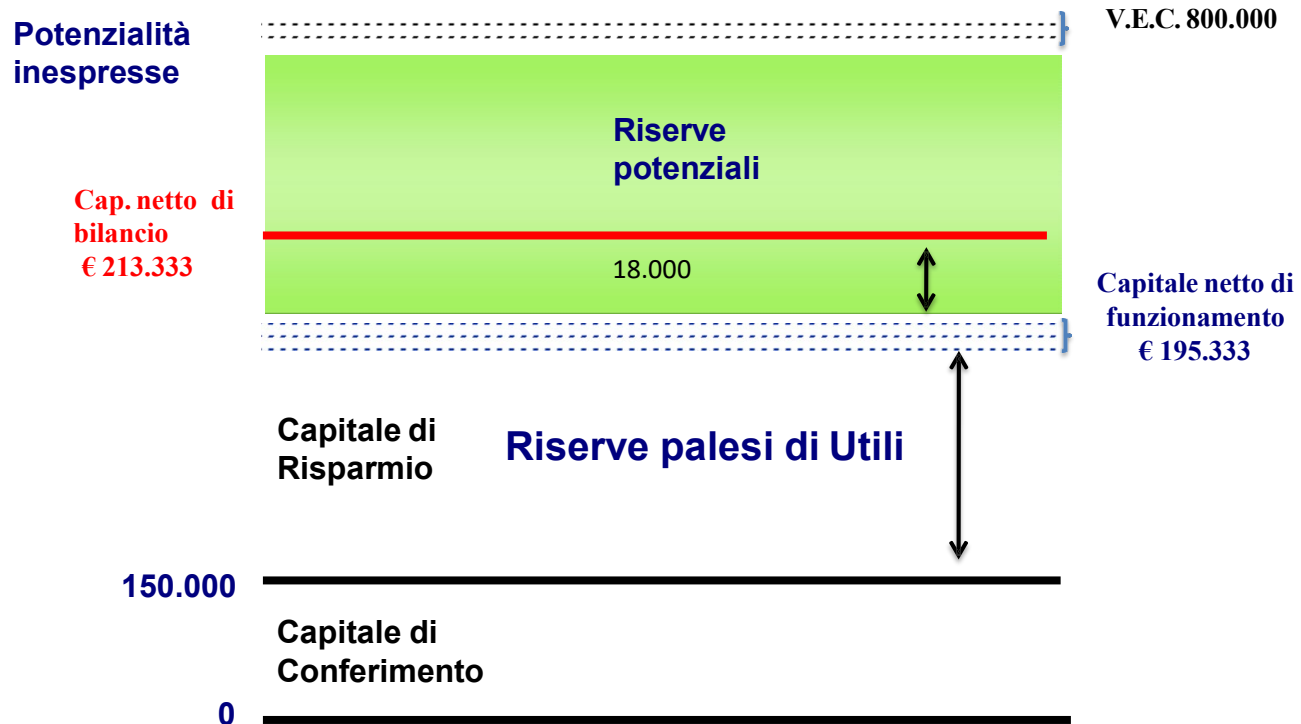 Potenzialità
inespresse
V.E.C. 800.000
Riserve
potenziali
Cap. netto di
bilancio
€ 213.333
18.000
Capitale netto di
funzionamento
€ 195.333
Capitale di
Risparmio
Riserve palesi di Utili
150.000
Capitale di
Conferimento
0